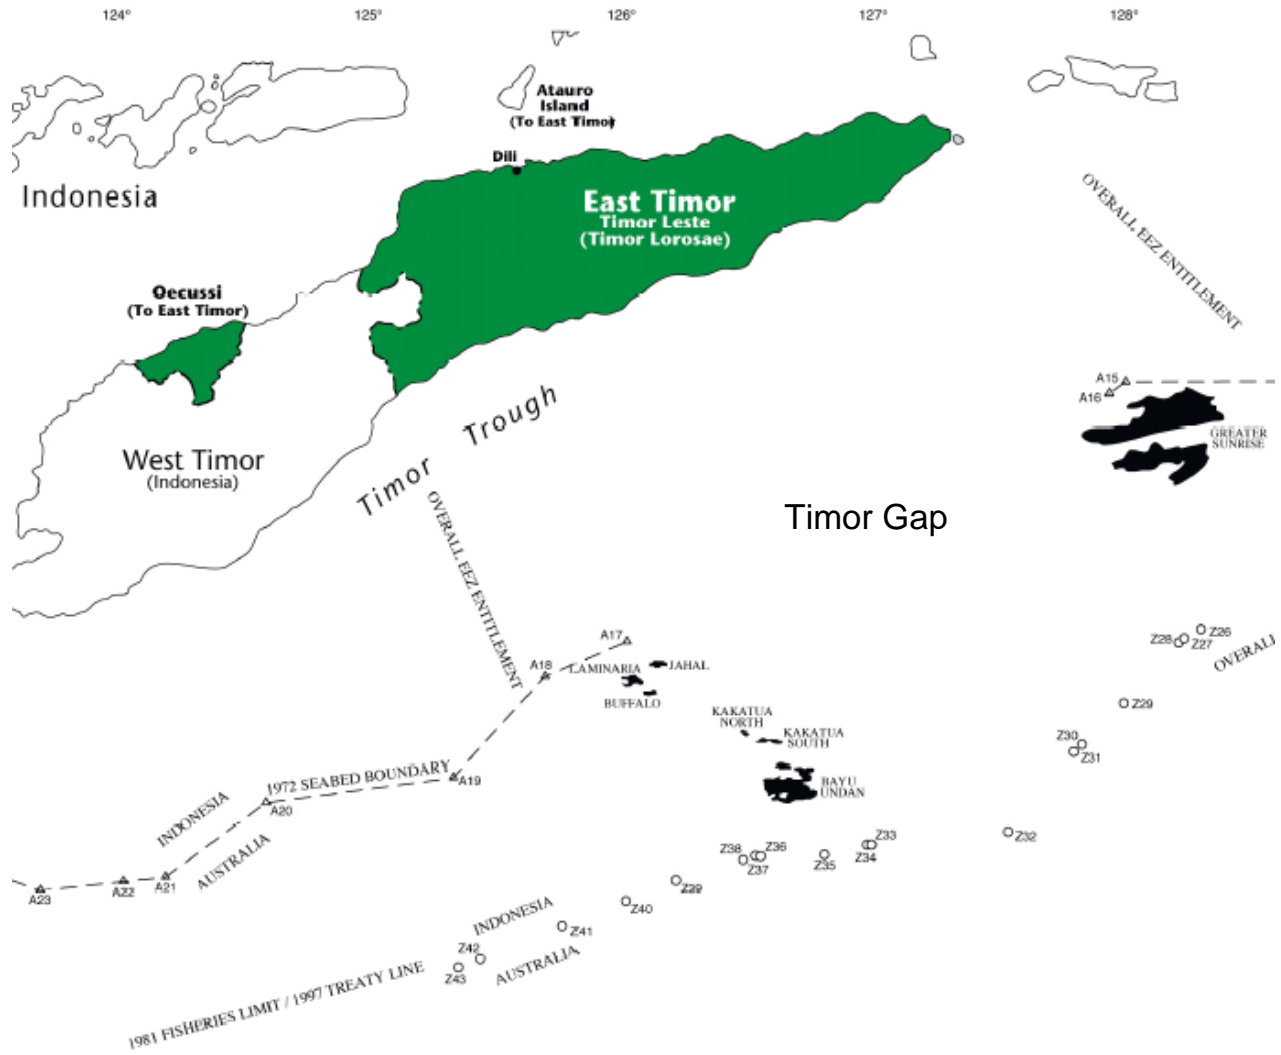 124°
125°
126°
127°
128°
Atauro
Island
(To East Timor)
Dili
Indonesia
East Timor
Timor Leste
(Timor Lorosae)
OVERALL EEZ ENTITLEMENT
Oecussi
(To East Timor)
A15
A16
GREATER
SUNRISE
West Timor
(Indonesia)
Timor Trough
Timor Gap
OVERALL EEZ ENTITLEMENT
A17
A18
LAMINARIA
JAHAL
BUFFALO
Z26
Z27
Z28
OVERALL
KAKATUA
NORTH
KAKATUA
SOUTH
Z29
Z30
Z31
BAYU
UNDAN
1972 SEABED BOUNDARY
A19
A20
INDONESIA
AUSTRALIA
A21
A22
A23
Z32
Z33
Z34
Z35
Z36
Z37
Z38
Z39
Z40
Z41
Z42
Z43
INDONESIA
AUSTRALIA
1981 FISHERIES LIMIT / 1997 TREATY LINE